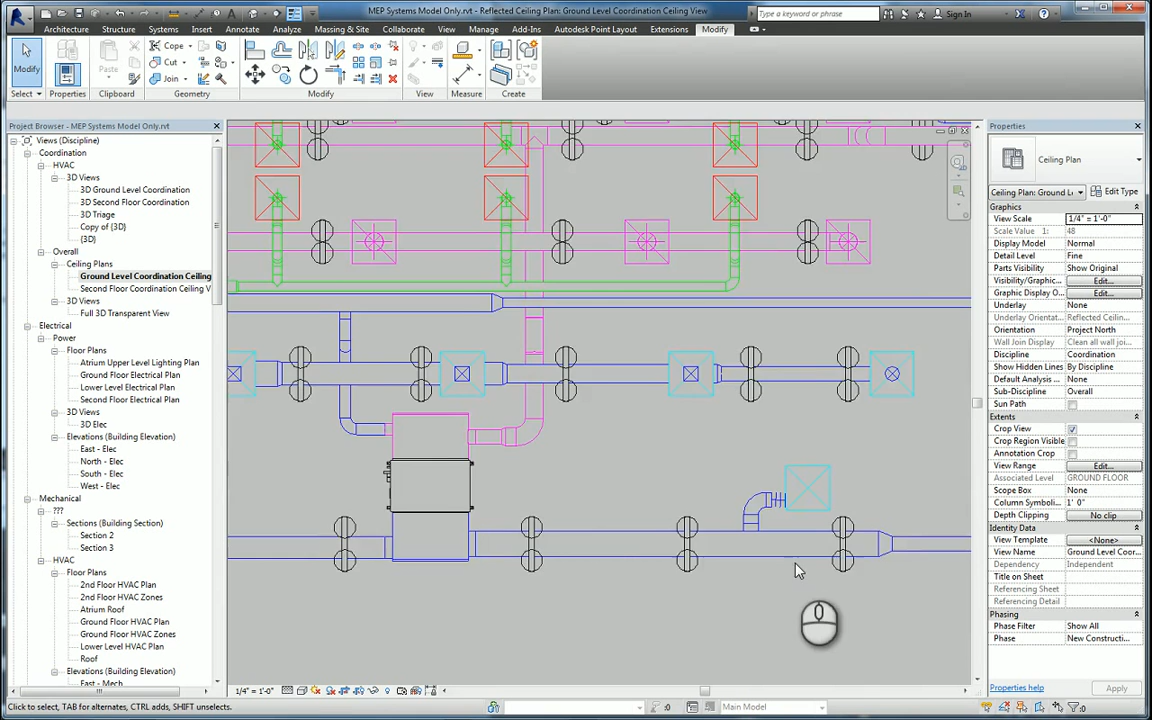 MEP Systems Model Only.rvt - Reflected Ceiling Plan: Ground Level Coordination Ceiling View
Type a keyword or phrase
Sign In
Architecture Structure Systems Insert Annotate Analyze Massing & Site Collaborate View Manage Add-Ins Autodesk Point Layout Extensions Modify
Modify
Paste
Cope
Cut
Join
Select Properties Clipboard Geometry Modify View Measure Create
Project Browser - MEP Systems Model Only.rvt
Views (Discipline)
Coordination
HVAC
3D Views
3D Ground Level Coordination
3D Second Floor Coordination
3D Triage
Copy of {3D}
{3D}
Overall
Ceiling Plans
Ground Level Coordination Ceiling
Second Floor Coordination Ceiling V
3D Views
Full 3D Transparent View
Electrical
Power
Floor Plans
Atrium Upper Level Lighting Plan
Ground Floor Electrical Plan
Lower Level Electrical Plan
Second Floor Electrical Plan
3D Views
3D Elec
Elevations (Building Elevation)
East - Elec
North - Elec
South - Elec
West - Elec
Mechanical
???
Sections (Building Section)
Section 2
Section 3
HVAC
Floor Plans
2nd Floor HVAC Plan
2nd Floor HVAC Zones
Atrium Roof
Ground Floor HVAC Plan
Ground Floor HVAC Zones
Lower Level HVAC Plan
Roof
Elevations (Building Elevation)
East - Mech
Properties
Ceiling Plan
Ceiling Plan: Ground L
Edit Type
Graphics
View Scale 1/4" = 1'-0"
Scale Value 1: 48
Display Model Normal
Detail Level Fine
Parts Visibility Show Original
Visibility/Graphic... Edit...
Graphic Display O... Edit...
Underlay None
Underlay Orientat... Reflected Ceilin...
Orientation Project North
Wall Join Display Clean all wall joi...
Discipline Coordination
Show Hidden Lines By Discipline
Default Analysis ... None
Sub-Discipline Overall
Sun Path
Extents
Crop View
Crop Region Visible
Annotation Crop
View Range Edit...
Associated Level GROUND FLOOR
Scope Box None
Column Symboli... 1' 0"
Depth Clipping No clip
Identity Data
View Template <None>
View Name Ground Level Coor...
Dependency Independent
Title on Sheet
Referencing Sheet
Referencing Detail
Phasing
Phase Filter Show All
Phase New Constructi...
Properties help
Apply
1/4" = 1'-0"
Click to select, TAB for alternates, CTRL adds, SHIFT unselects.
:0
Main Model
:0